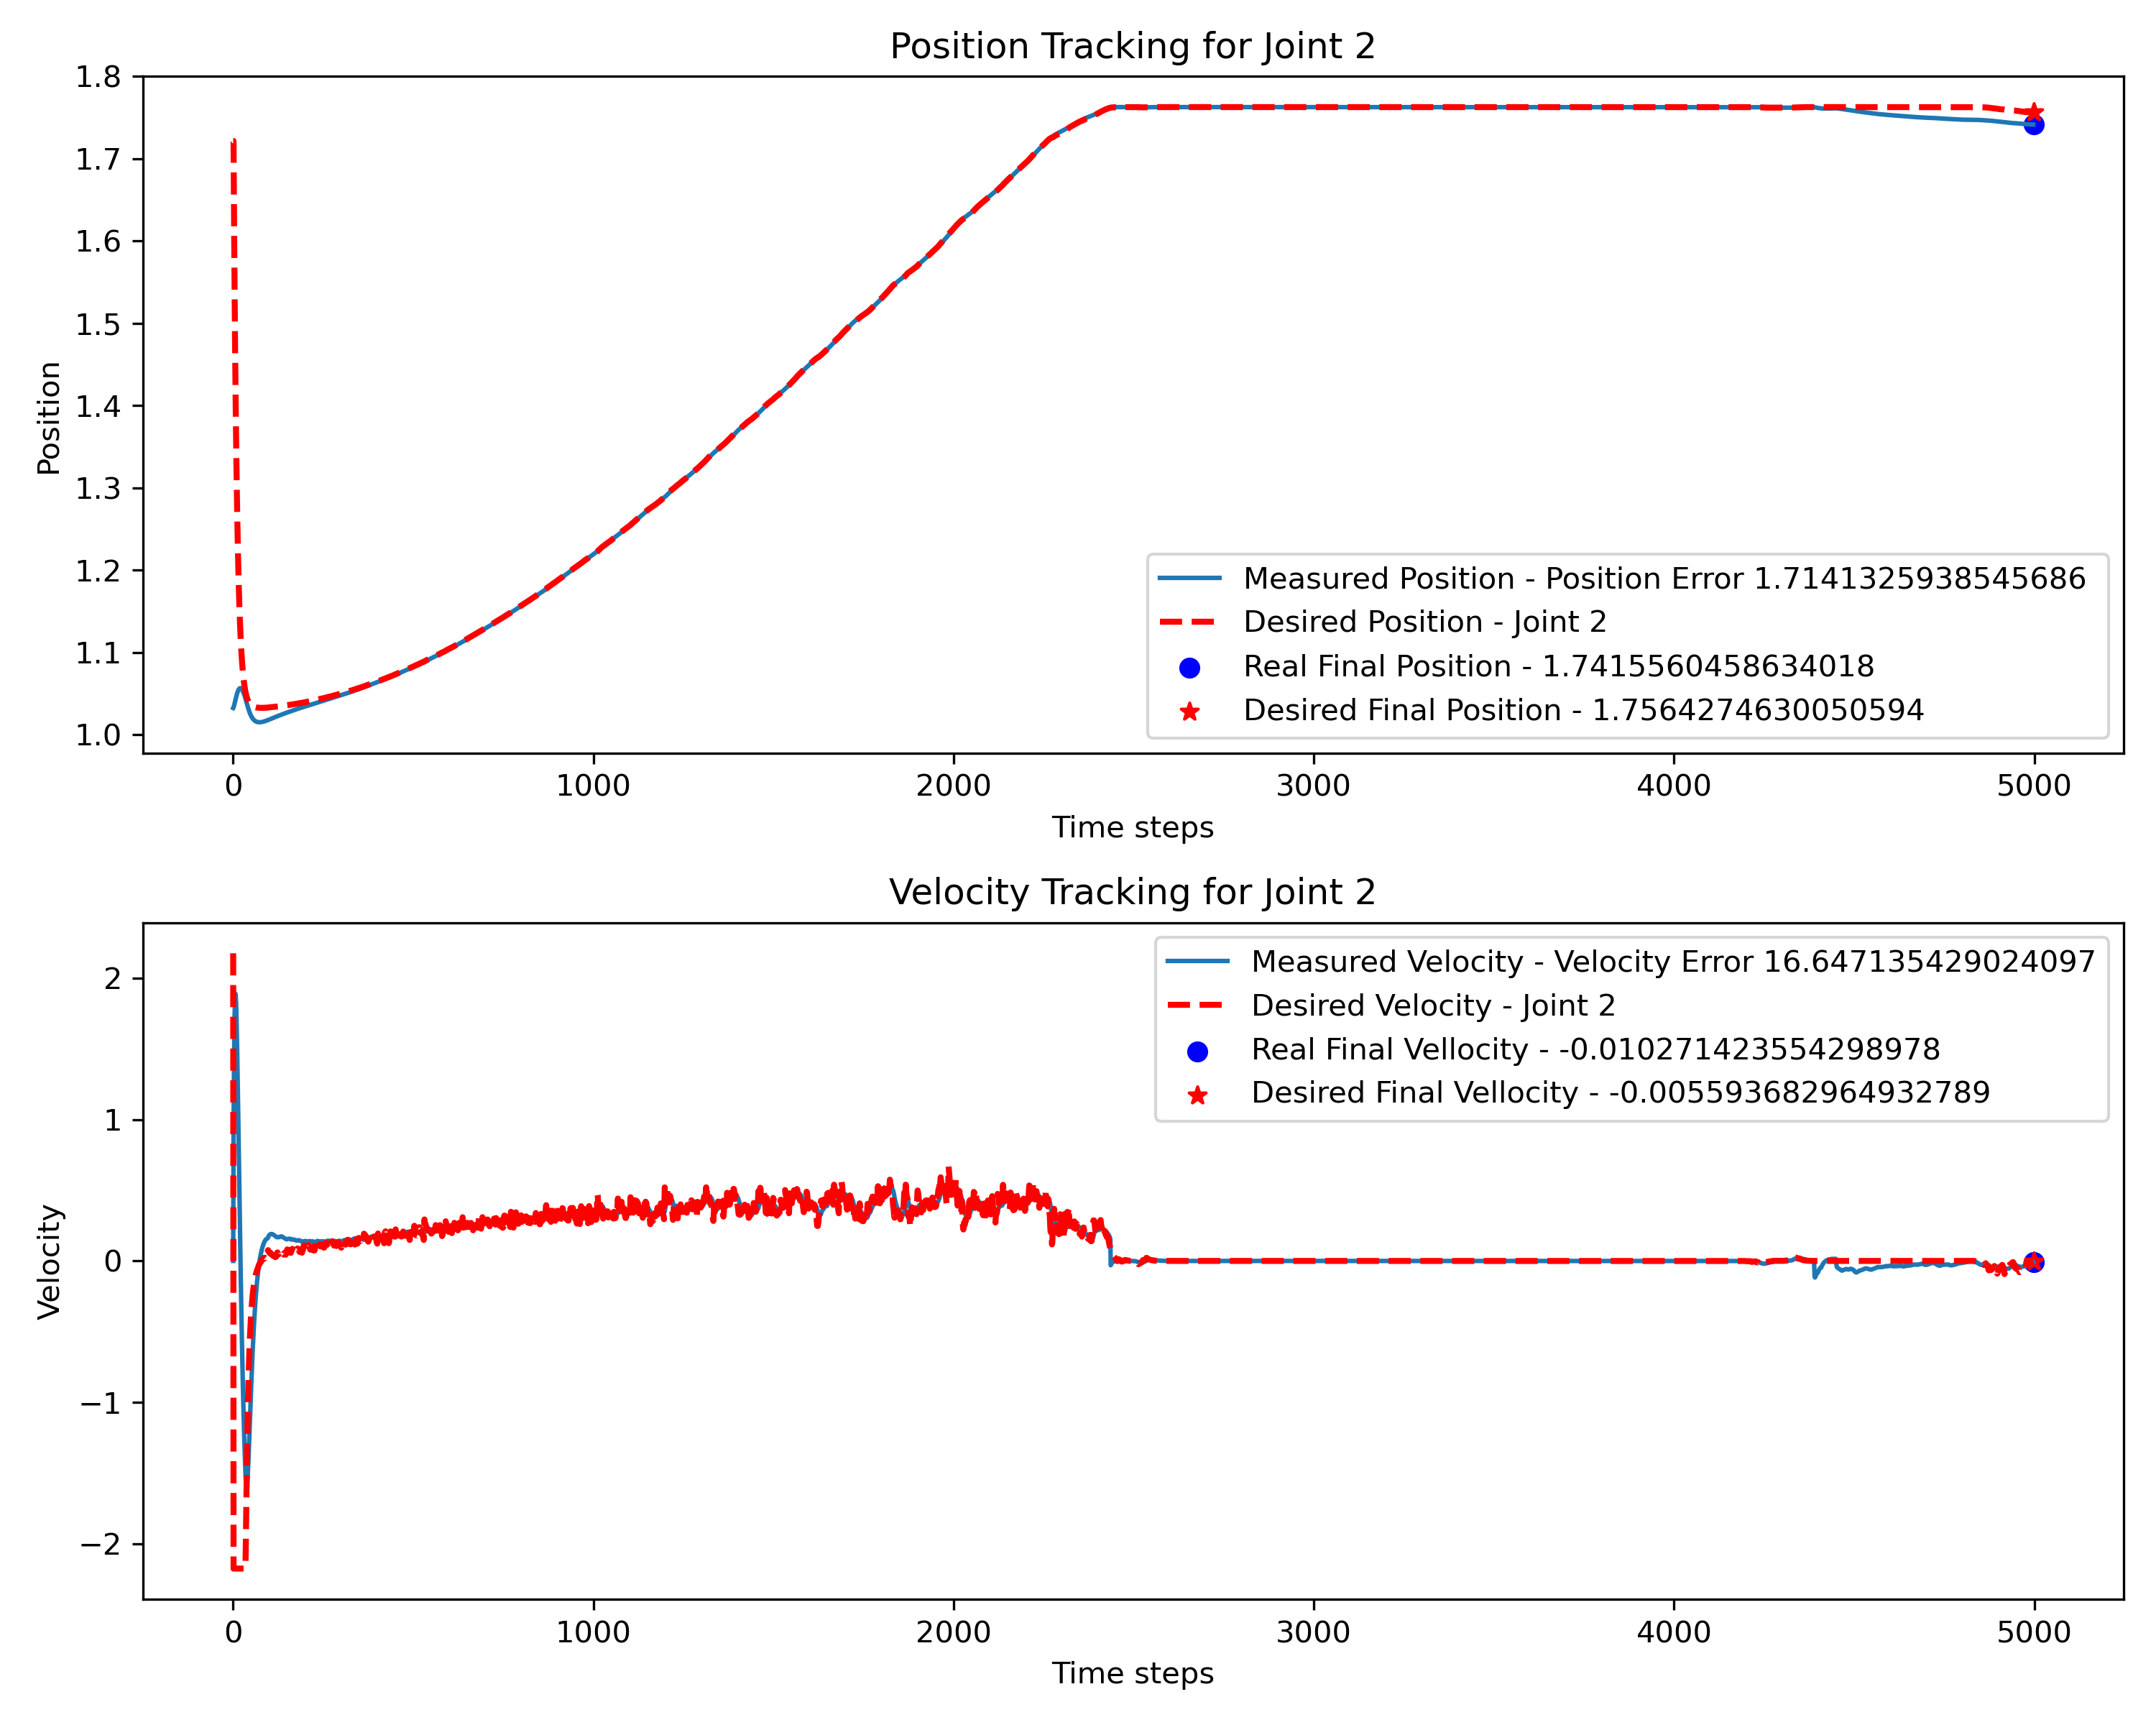 Position Tracking for Joint 2
1.8
1.7
1.6
1.5
1.4
1.3
1.2
1.1
1.0
Position
Measured Position - Position Error 1.7141325938545686
Desired Position - Joint 2
Real Final Position - 1.7415560458634018
Desired Final Position - 1.7564274630050594
0 1000 2000 3000 4000 5000
Time steps
Velocity Tracking for Joint 2
2
1
0
−1
−2
Velocity
Measured Velocity - Velocity Error 16.647135429024097
Desired Velocity - Joint 2
Real Final Vellocity - -0.010271423554298978
Desired Final Vellocity - -0.005593682964932789
0 1000 2000 3000 4000 5000
Time steps